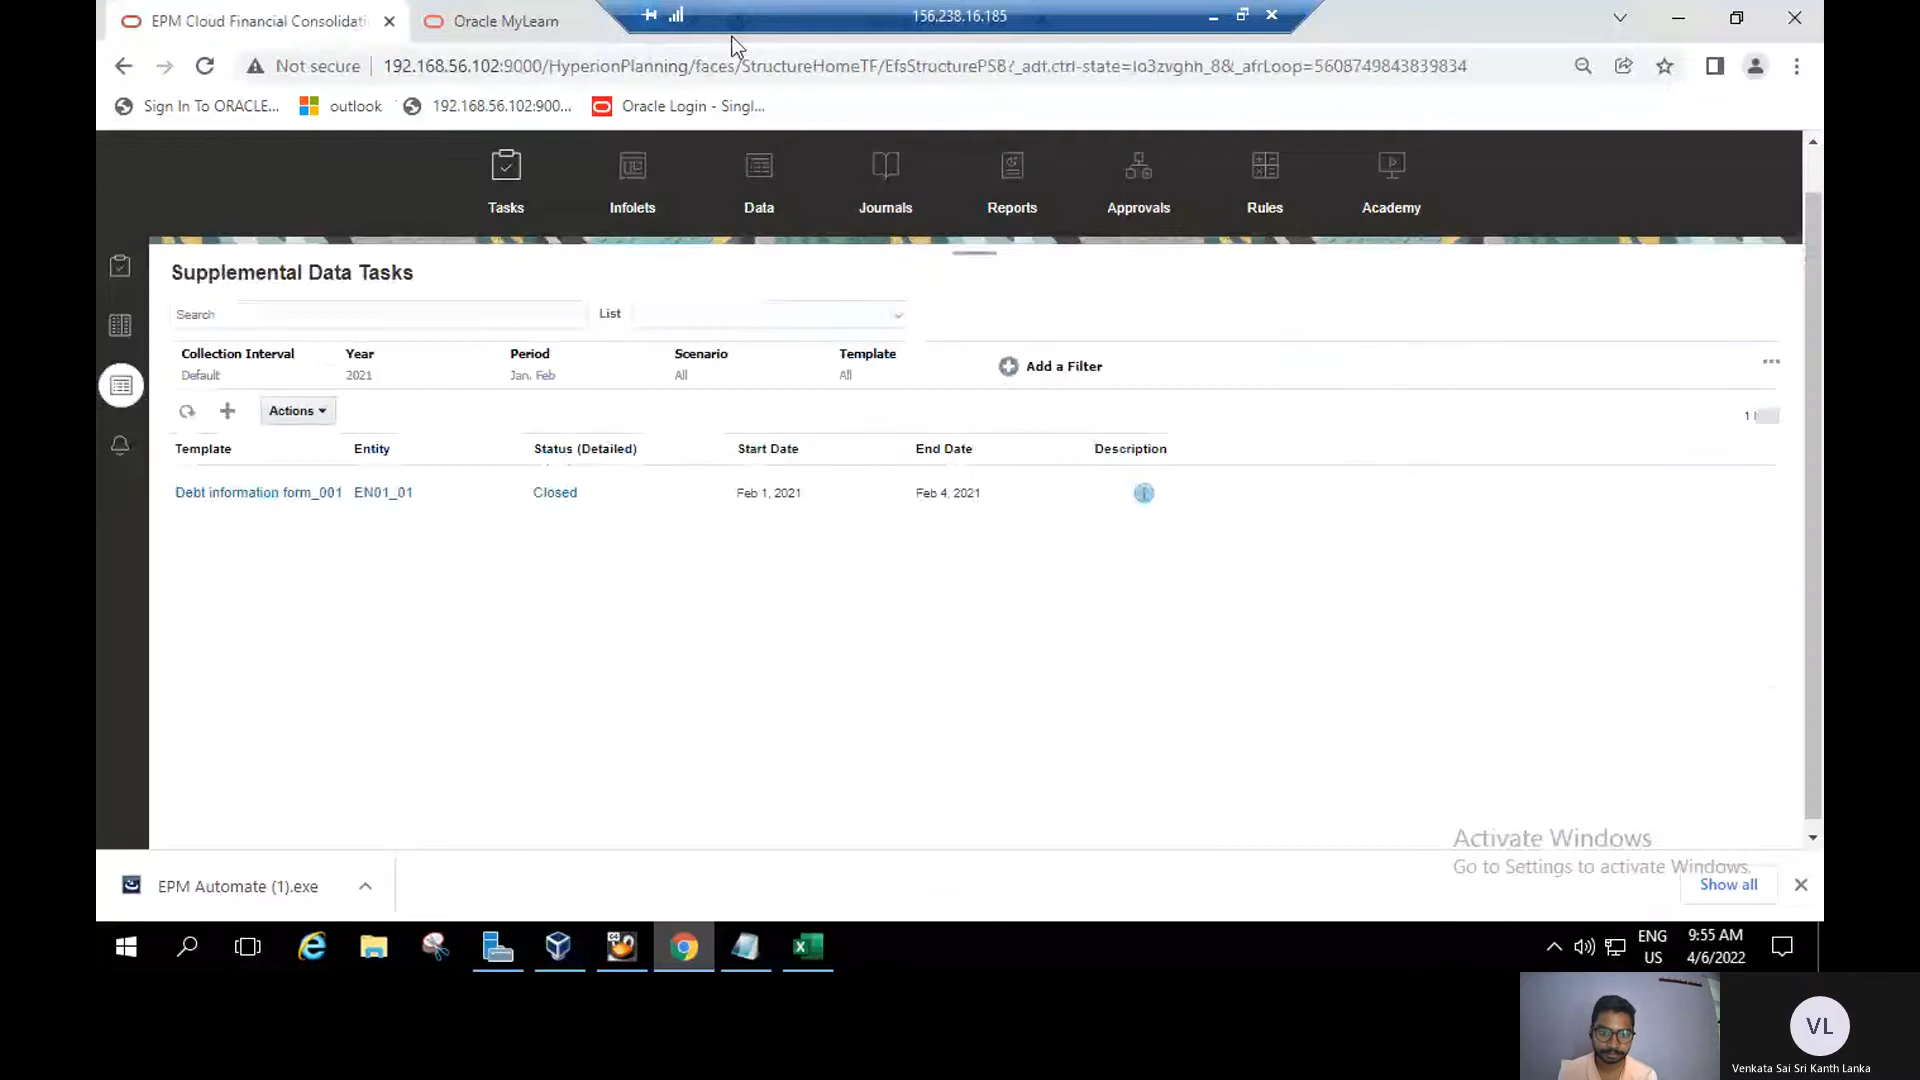 EPM Cloud Financial Consolidati
Oracle MyLearn
156.238.16.185
Not secure
192.168.56.102:9000/HyperionPlanning/faces/StructureHomeTF/EfsStructurePSB?_adf.ctrl-state=lo3zvghh_8&_afrLoop=5608749843839834
Sign In To ORACLE...
outlook
192.168.56.102:900...
Oracle Login - Singl...
Tasks
Infolets
Data
Journals
Reports
Approvals
Rules
Academy
Supplemental Data Tasks
Search
List
Collection Interval Year Period Scenario Template
Default 2021 Jan, Feb All All
Add a Filter
Actions
Template Entity Status (Detailed) Start Date End Date Description
Debt information form_001 EN01_01 Closed Feb 1, 2021 Feb 4, 2021
Activate Windows
Go to Settings to activate Windows.
EPM Automate (1).exe
Show all
ENG
US
9:55 AM
4/6/2022
VL
Venkata Sai Sri Kanth Lanka